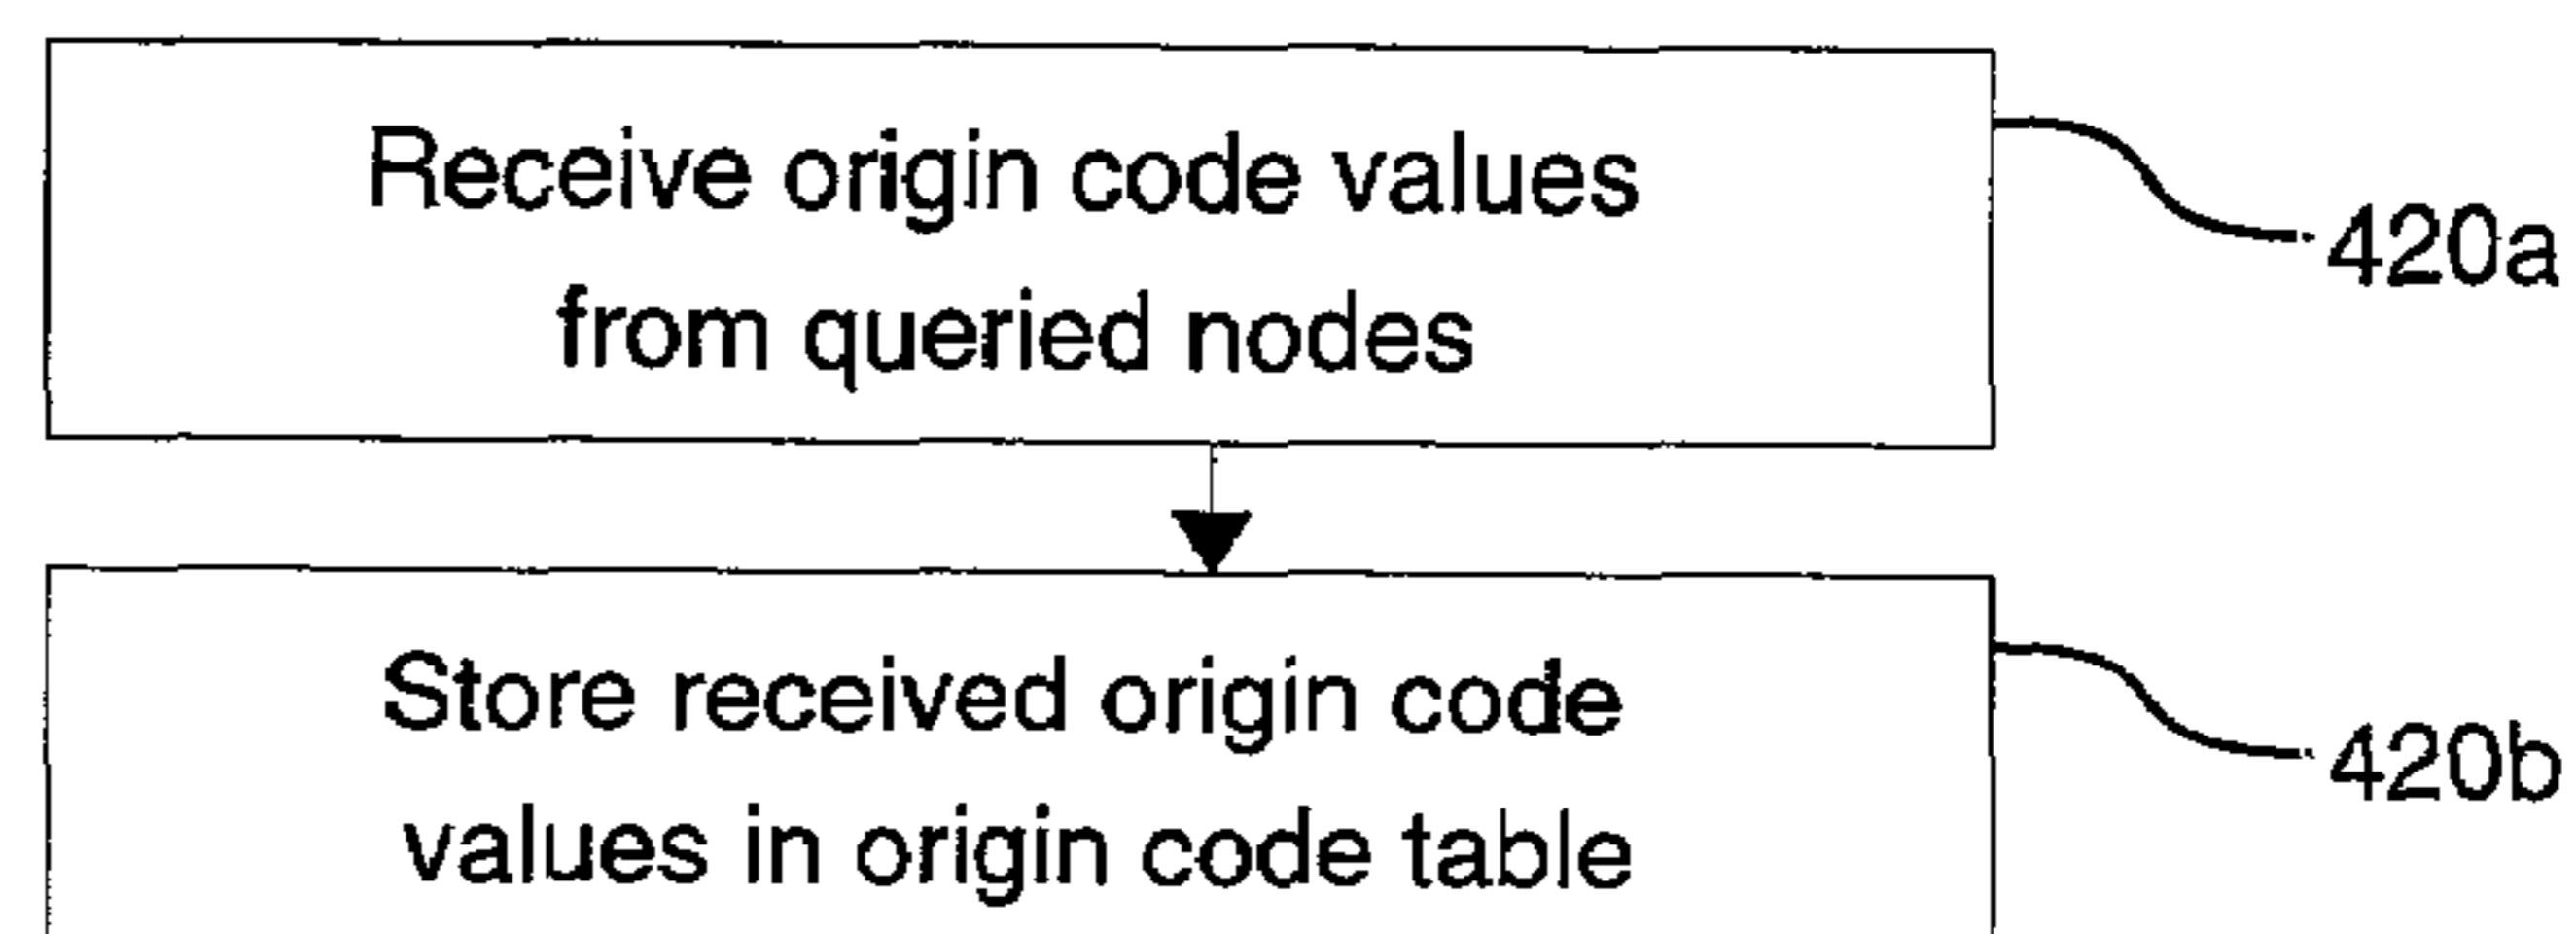 Receive origin code values
from queried nodes
420a
Store received origin code
values in origin code table
420b